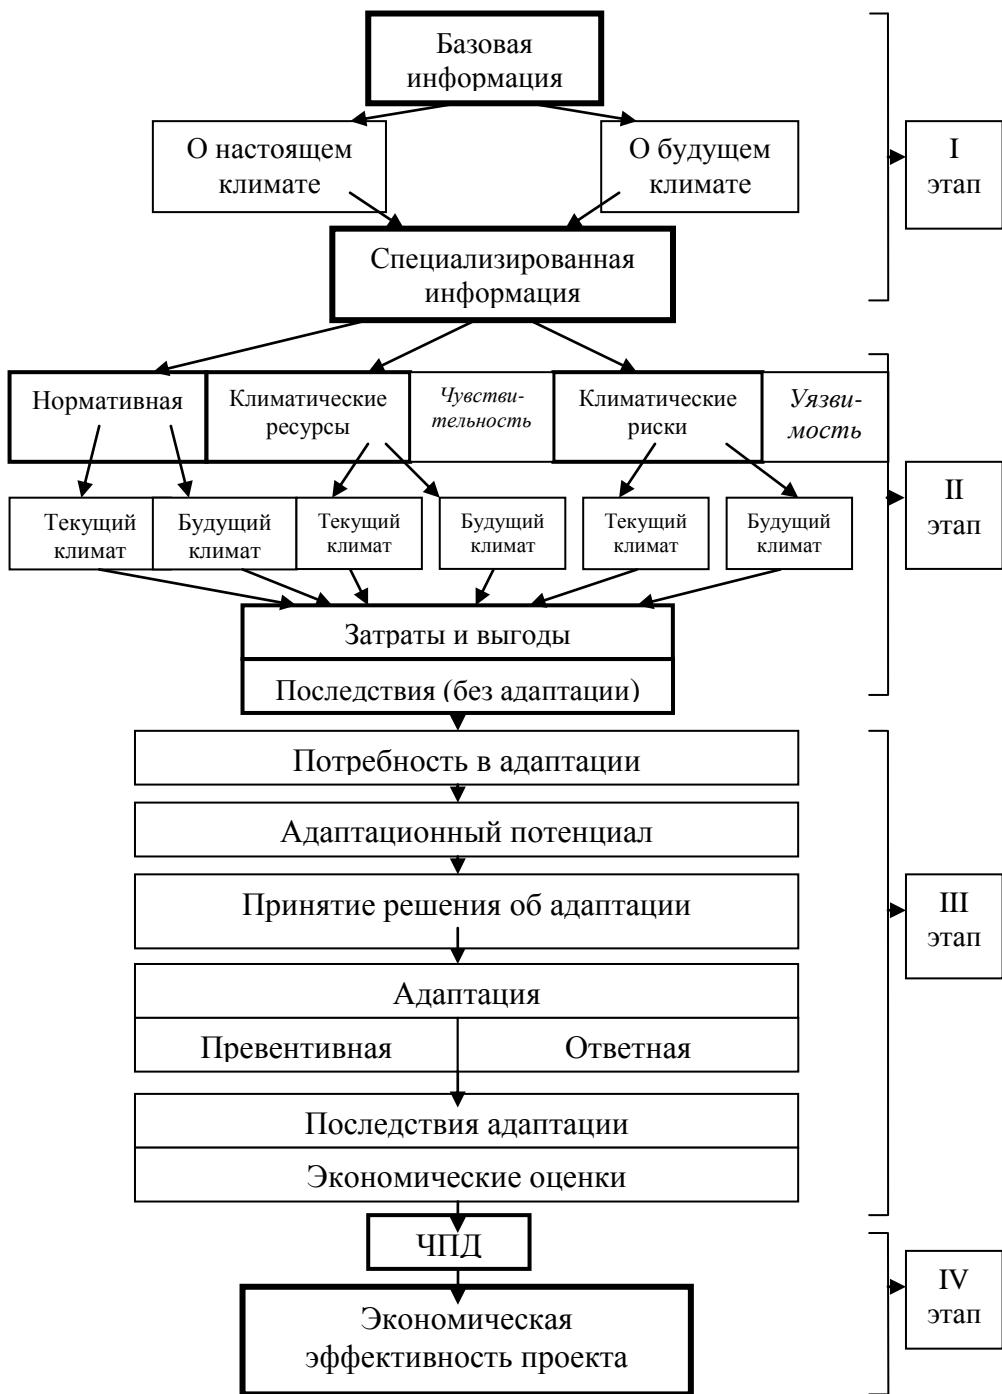 Базовая
информация
О настоящем
климате
О будущем
климате
I
этап
Специализированная
информация
Нормативная
Климатические
ресурсы
Чувстви-
тельность
Климатические
риски
Уязви-
мость
Текущий
климат
Будущий
климат
Текущий
климат
Будущий
климат
Текущий
климат
Будущий
климат
II
этап
Затраты и выгоды
Последствия (без адаптации)
Потребность в адаптации
Адаптационный потенциал
Принятие решения об адаптации
III
этап
Адаптация
Превентивная
Ответная
Последствия адаптации
Экономические оценки
ЧПД
IV
этап
Экономическая
эффективность проекта